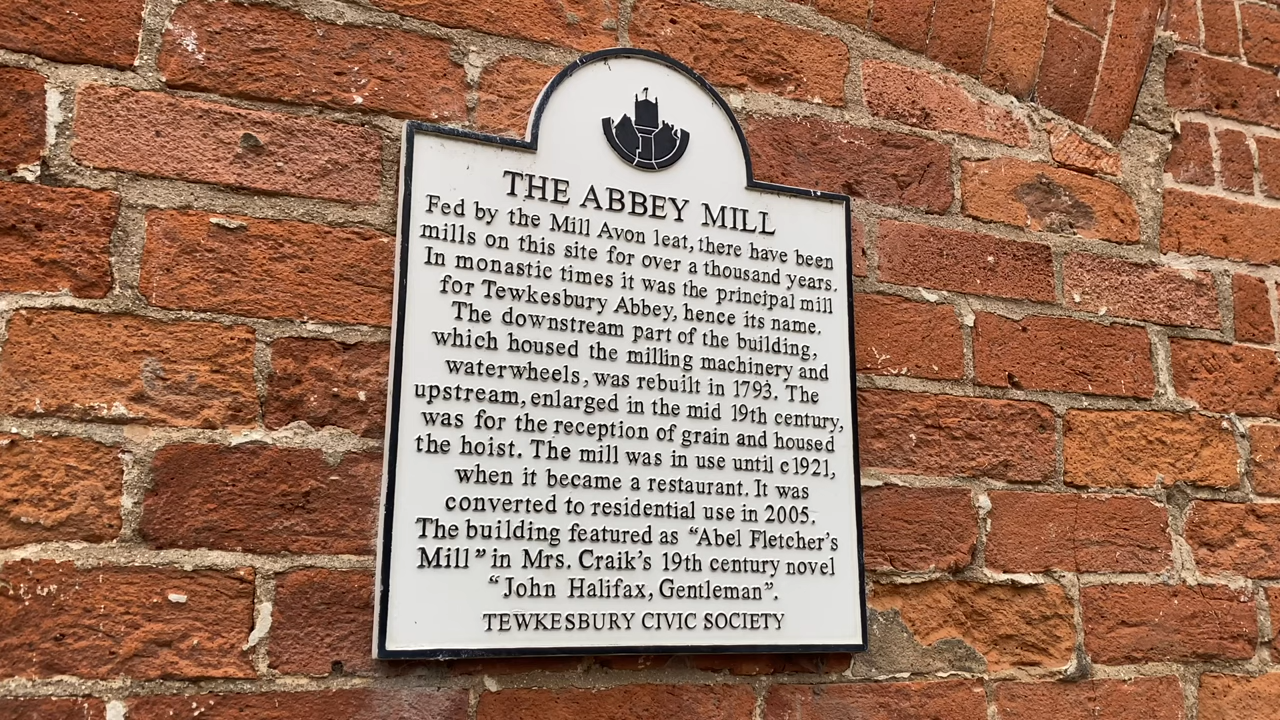 THE ABBEY MILL
Fed by the Mill Avon leat, there have been
mills on this site for over a thousand years.
In monastic times it was the principal mill
for Tewkesbury Abbey, hence its name.
The downstream part of the building,
which housed the milling machinery and
waterwheels, was rebuilt in 1793. The
upstream, enlarged in the mid 19th century,
was for the reception of grain and housed
the hoist. The mill was in use until c1921,
when it became a restaurant. It was
converted to residential use in 2005.
The building featured as “Abel Fletcher’s
Mill” in Mrs. Craik’s 19th century novel
“John Halifax, Gentleman”.
TEWKESBURY CIVIC SOCIETY